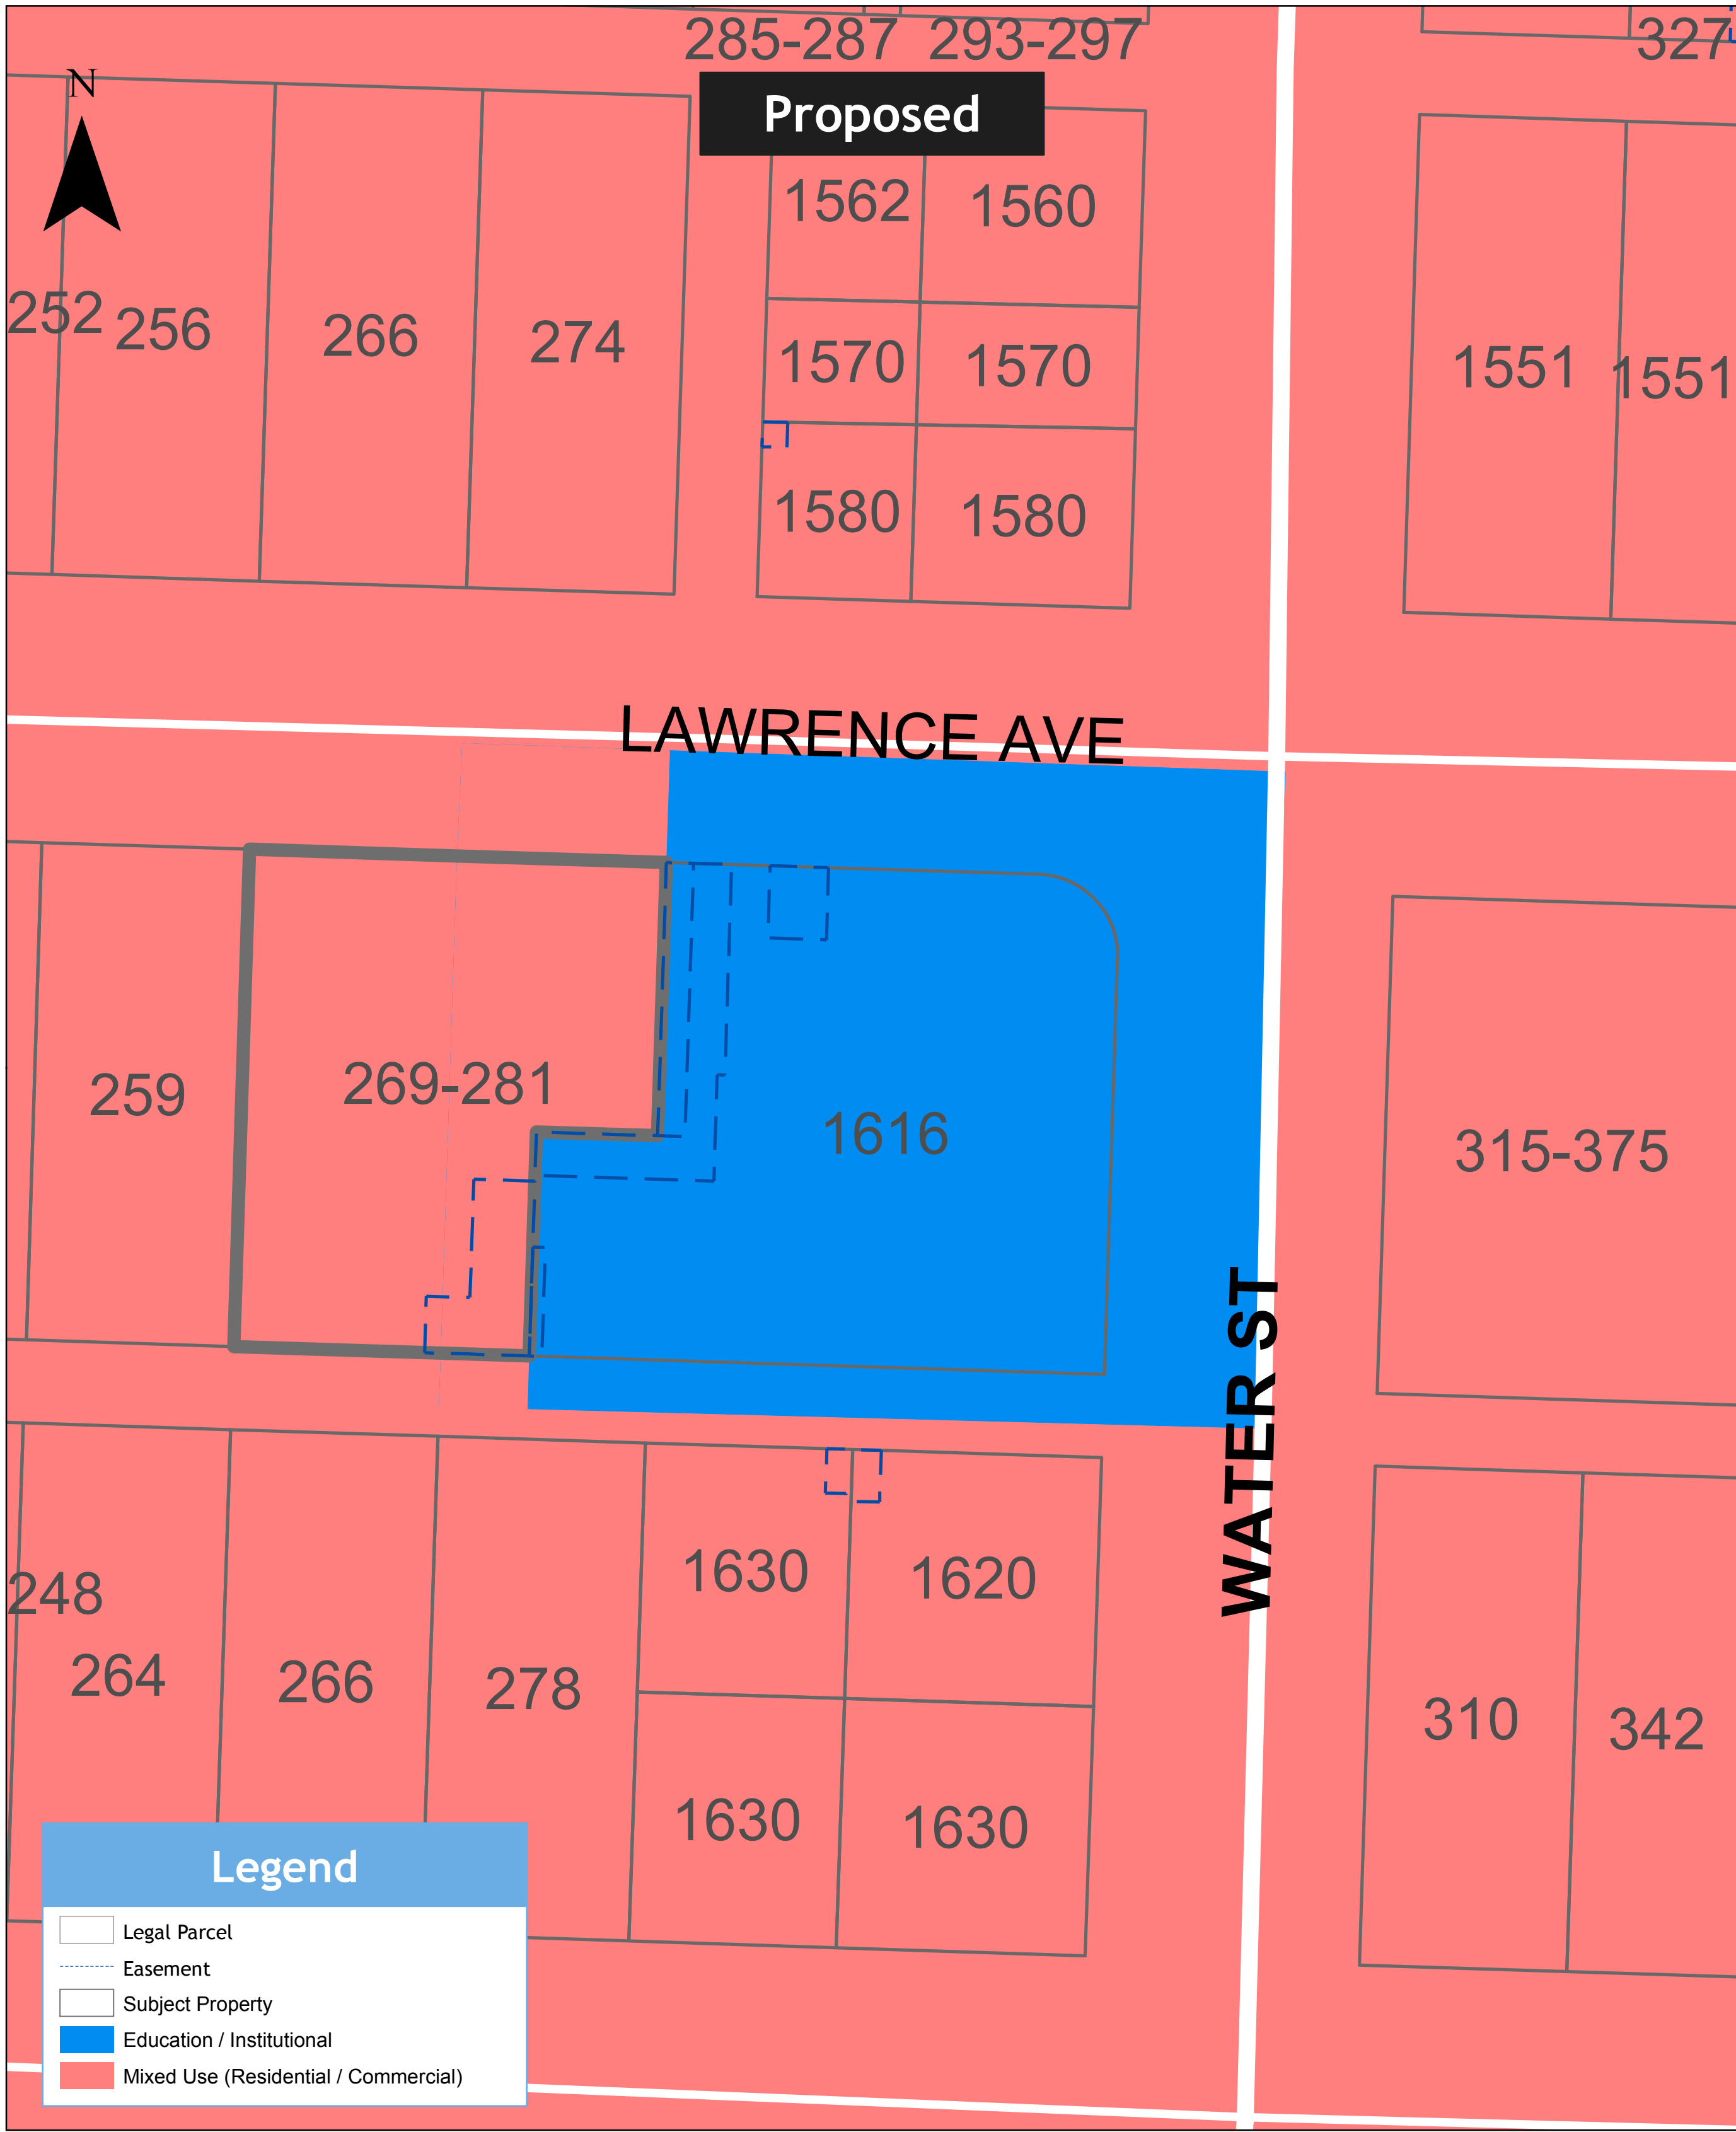 285-287 293-297 327
N
Proposed
1562 1560
252 256 266 274
1570 1570 1551 1551
1580 1580
LAWRENCE AVE
259 269-281 1616 315-375
WATER ST
248 1630 1620
264 266 278 310 342
1630 1630
Legend
Legal Parcel
Easement
Subject Property
Education / Institutional
Mixed Use (Residential / Commercial)